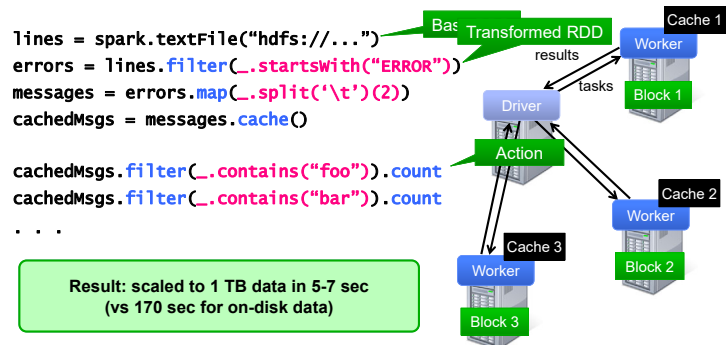 lines = spark.textFile(“hdfs://...”)
errors = lines.filter(_.startsWith(“ERROR”))
messages = errors.map(_.split(‘\t’)(2))
cachedMsgs = messages.cache()
cachedMsgs.filter(_.contains(“foo”)).count
cachedMsgs.filter(_.contains(“bar”)).count
. . .
Result: scaled to 1 TB data in 5-7 sec
(vs 170 sec for on-disk data)
Transformed RDD
Action
results
tasks
Driver
Cache 1
Worker
Block 1
Cache 2
Worker
Block 2
Cache 3
Worker
Block 3